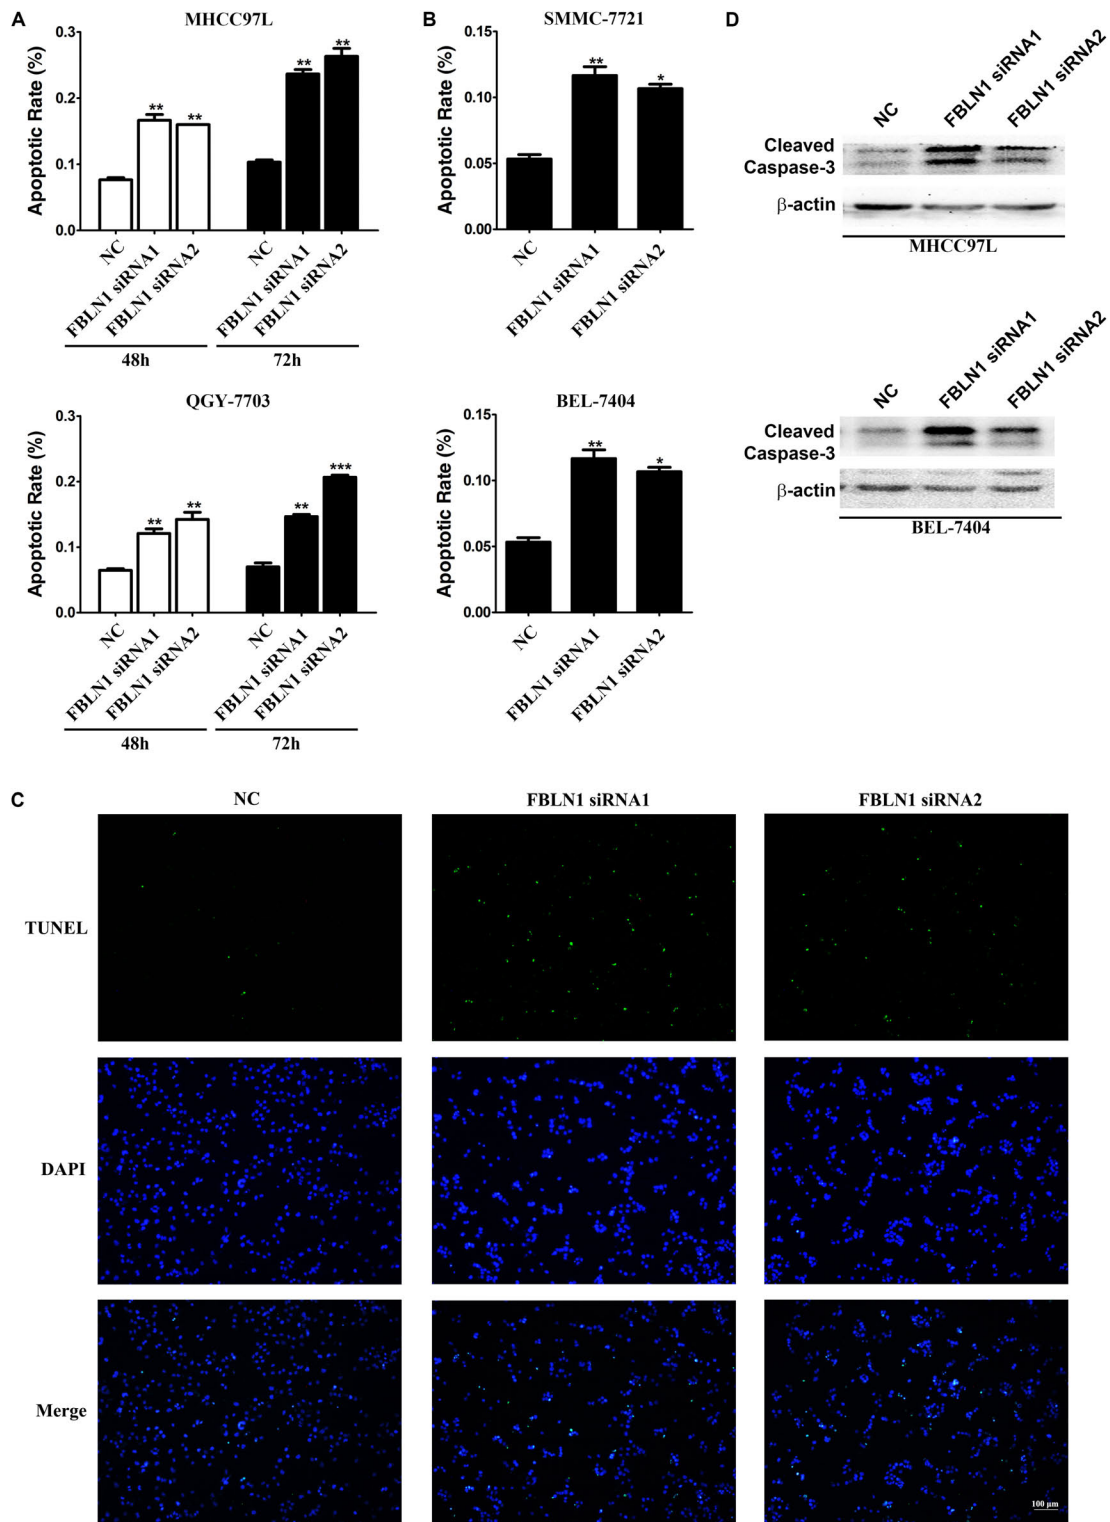 A
MHCC97L
Apoptotic Rate (%)
0.3
0.2
0.1
0.0
** ** ** **
NC
FBLN1 siRNA1
FBLN1 siRNA2
NC
FBLN1 siRNA1
FBLN1 siRNA2
48h
72h
QGY-7703
Apoptotic Rate (%)
0.3
0.2
0.1
0.0
** ** ** ***
NC
FBLN1 siRNA1
FBLN1 siRNA2
NC
FBLN1 siRNA1
FBLN1 siRNA2
48h
72h
B
SMMC-7721
Apoptotic Rate (%)
0.15
0.10
0.05
0.00
** *
NC
FBLN1 siRNA1
FBLN1 siRNA2
BEL-7404
Apoptotic Rate (%)
0.15
0.10
0.05
0.00
** *
NC
FBLN1 siRNA1
FBLN1 siRNA2
D
NC
FBLN1 siRNA1
FBLN1 siRNA2
Cleaved
Caspase-3
β-actin
MHCC97L
NC
FBLN1 siRNA1
FBLN1 siRNA2
Cleaved
Caspase-3
β-actin
BEL-7404
C
NC
FBLN1 siRNA1
FBLN1 siRNA2
TUNEL
DAPI
Merge
100 μm